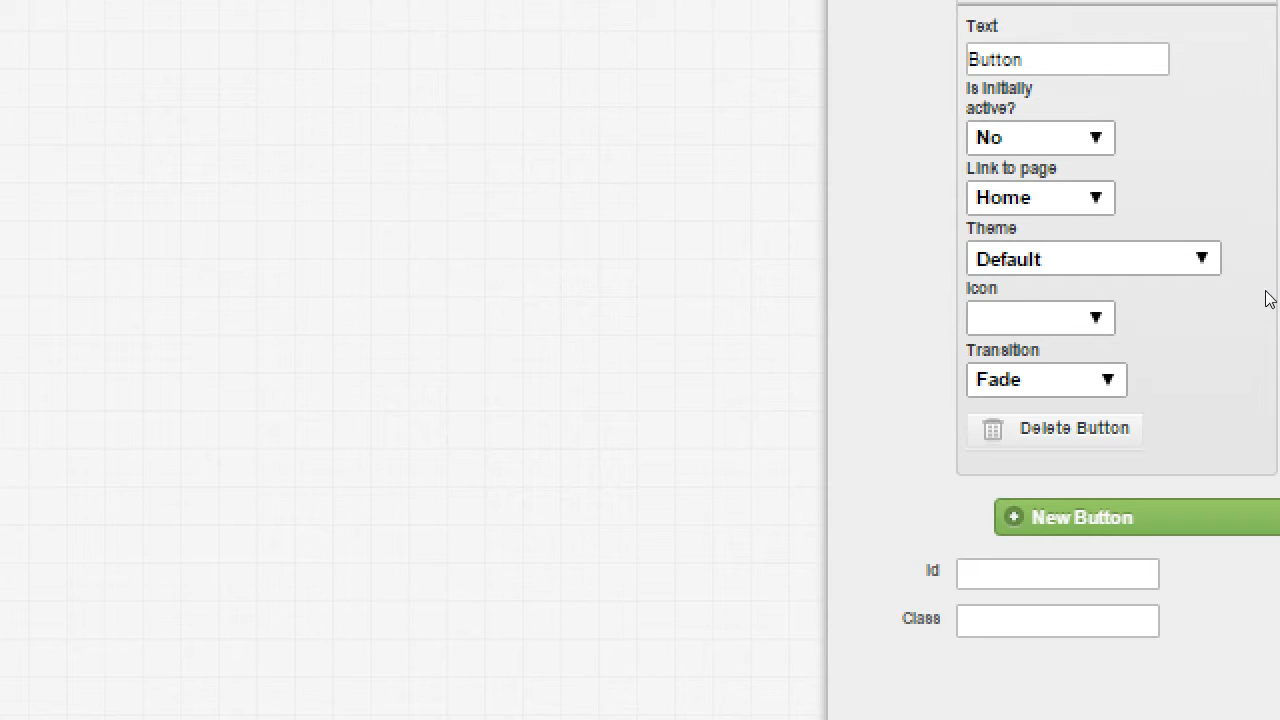 Text
Button
Is initially
active?
No
Link to page
Home
Theme
Default
Icon
Transition
Fade
Delete Button
New Button
Id
Class